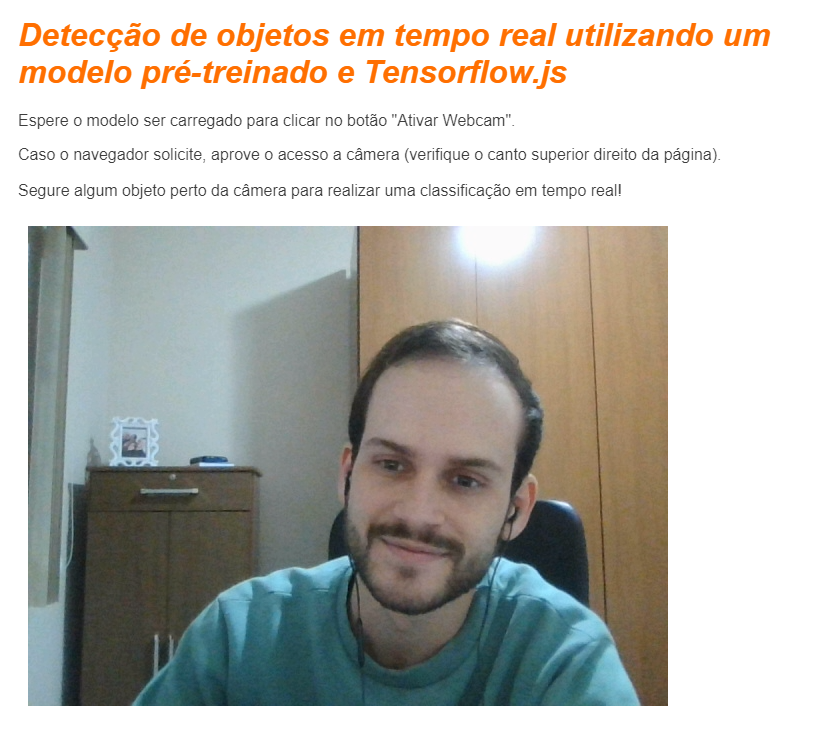 Detecção de objetos em tempo real utilizando um
modelo pré-treinado e Tensorflow.js
Espere o modelo ser carregado para clicar no botão "Ativar Webcam".
Caso o navegador solicite, aprove o acesso a câmera (verifique o canto superior direito da página).
Segure algum objeto perto da câmera para realizar uma classificação em tempo real!